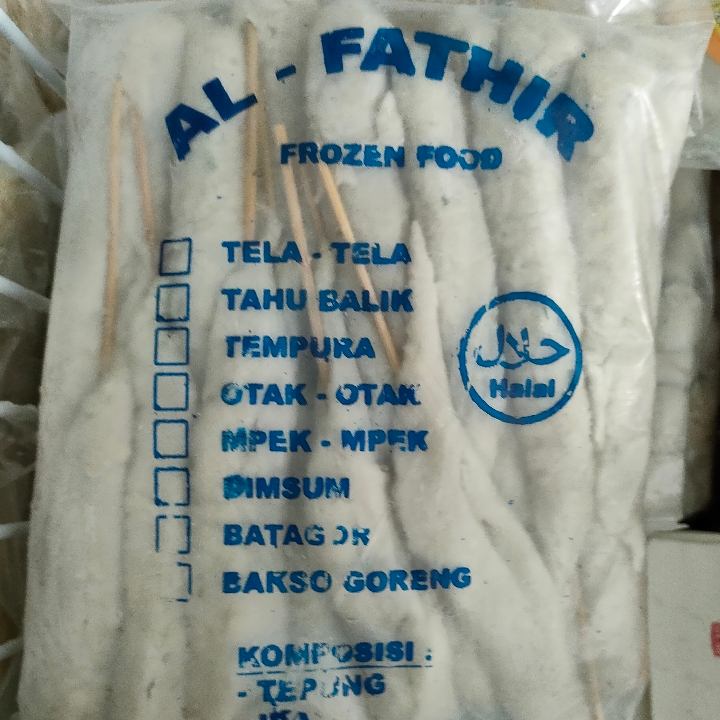 AL - FATHIR
FROZEN FOOD
TELA - TELA
TAHU BALIK
TEMPURA
OTAK - OTAK
MPEK - MPEK
DIMSUM
BATAGOR
BAKSO GORENG
حلال
Halal
KOMPOSISI :
- TEPUNG